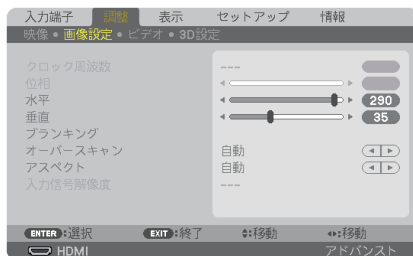 入力端子 調整 表示 セットアップ 情報
映像 • 画像設定 • ビデオ • 3D設定
クロック周波数 ---
位相
水平 290
垂直 35
ブランキング
オーバースキャン 自動
アスペクト 自動
入力信号解像度 ---
ENTER :選択 EXIT :終了 :移動 :移動
HDMI アドバンスト